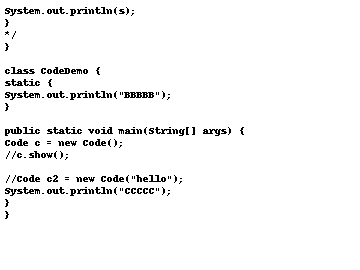 System.out.println(s);
}
*/
}

class CodeDemo {
static {
System.out.println("BBBBB");
}

public static void main(String[] args) {
Code c = new Code();
//c.show();

//Code c2 = new Code("hello");
System.out.println("CCCCC");
}
}